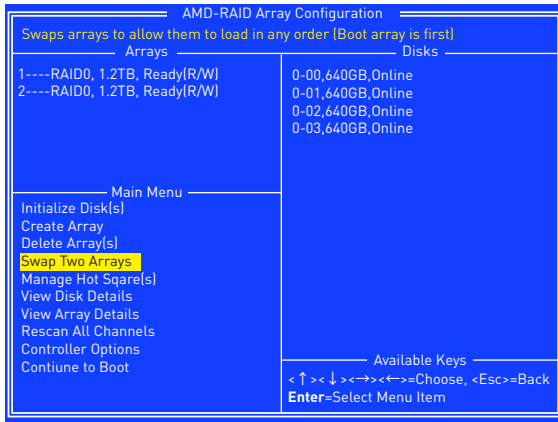 AMD-RAID Array Configuration
Swaps arrays to allow them to load in any order (Boot array is first)
Arrays
1----RAID0, 1.2TB, Ready(R/W)
2----RAID0, 1.2TB, Ready(R/W)
Disks
0-00,640GB,Online
0-01,640GB,Online
0-02,640GB,Online
0-03,640GB,Online
Main Menu
Initialize Disk(s)
Create Array
Delete Array(s)
Swap Two Arrays
Manage Hot Sqare(s)
View Disk Details
View Array Details
Rescan All Channels
Controller Options
Contiune to Boot
Available Keys
<↑><↓><→><←>=Choose, <Esc>=Back
Enter=Select Menu Item